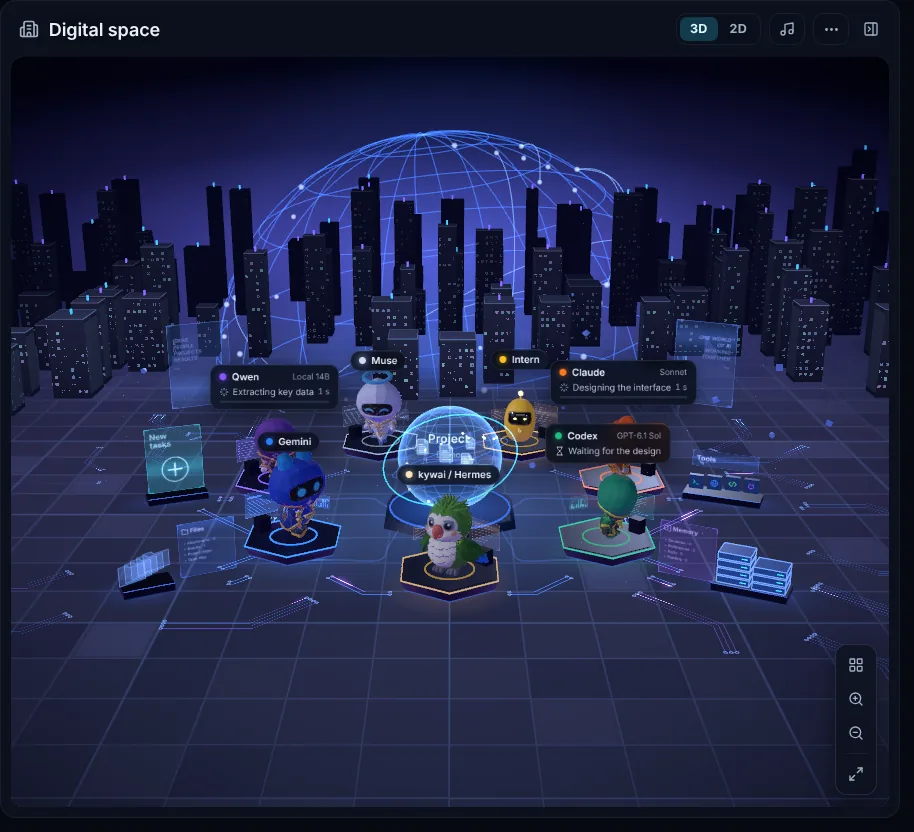 Digital space
3D
2D
Muse
Intern
Qwen
Local 14B
Extracting key data 1 s
Claude
Sonnet
Designing the interface 1 s
Gemini
Project
Codex
GPT-6.1 Sol
Waiting for the design
New
tasks
kywai / Hermes
Tools
Files
Memory